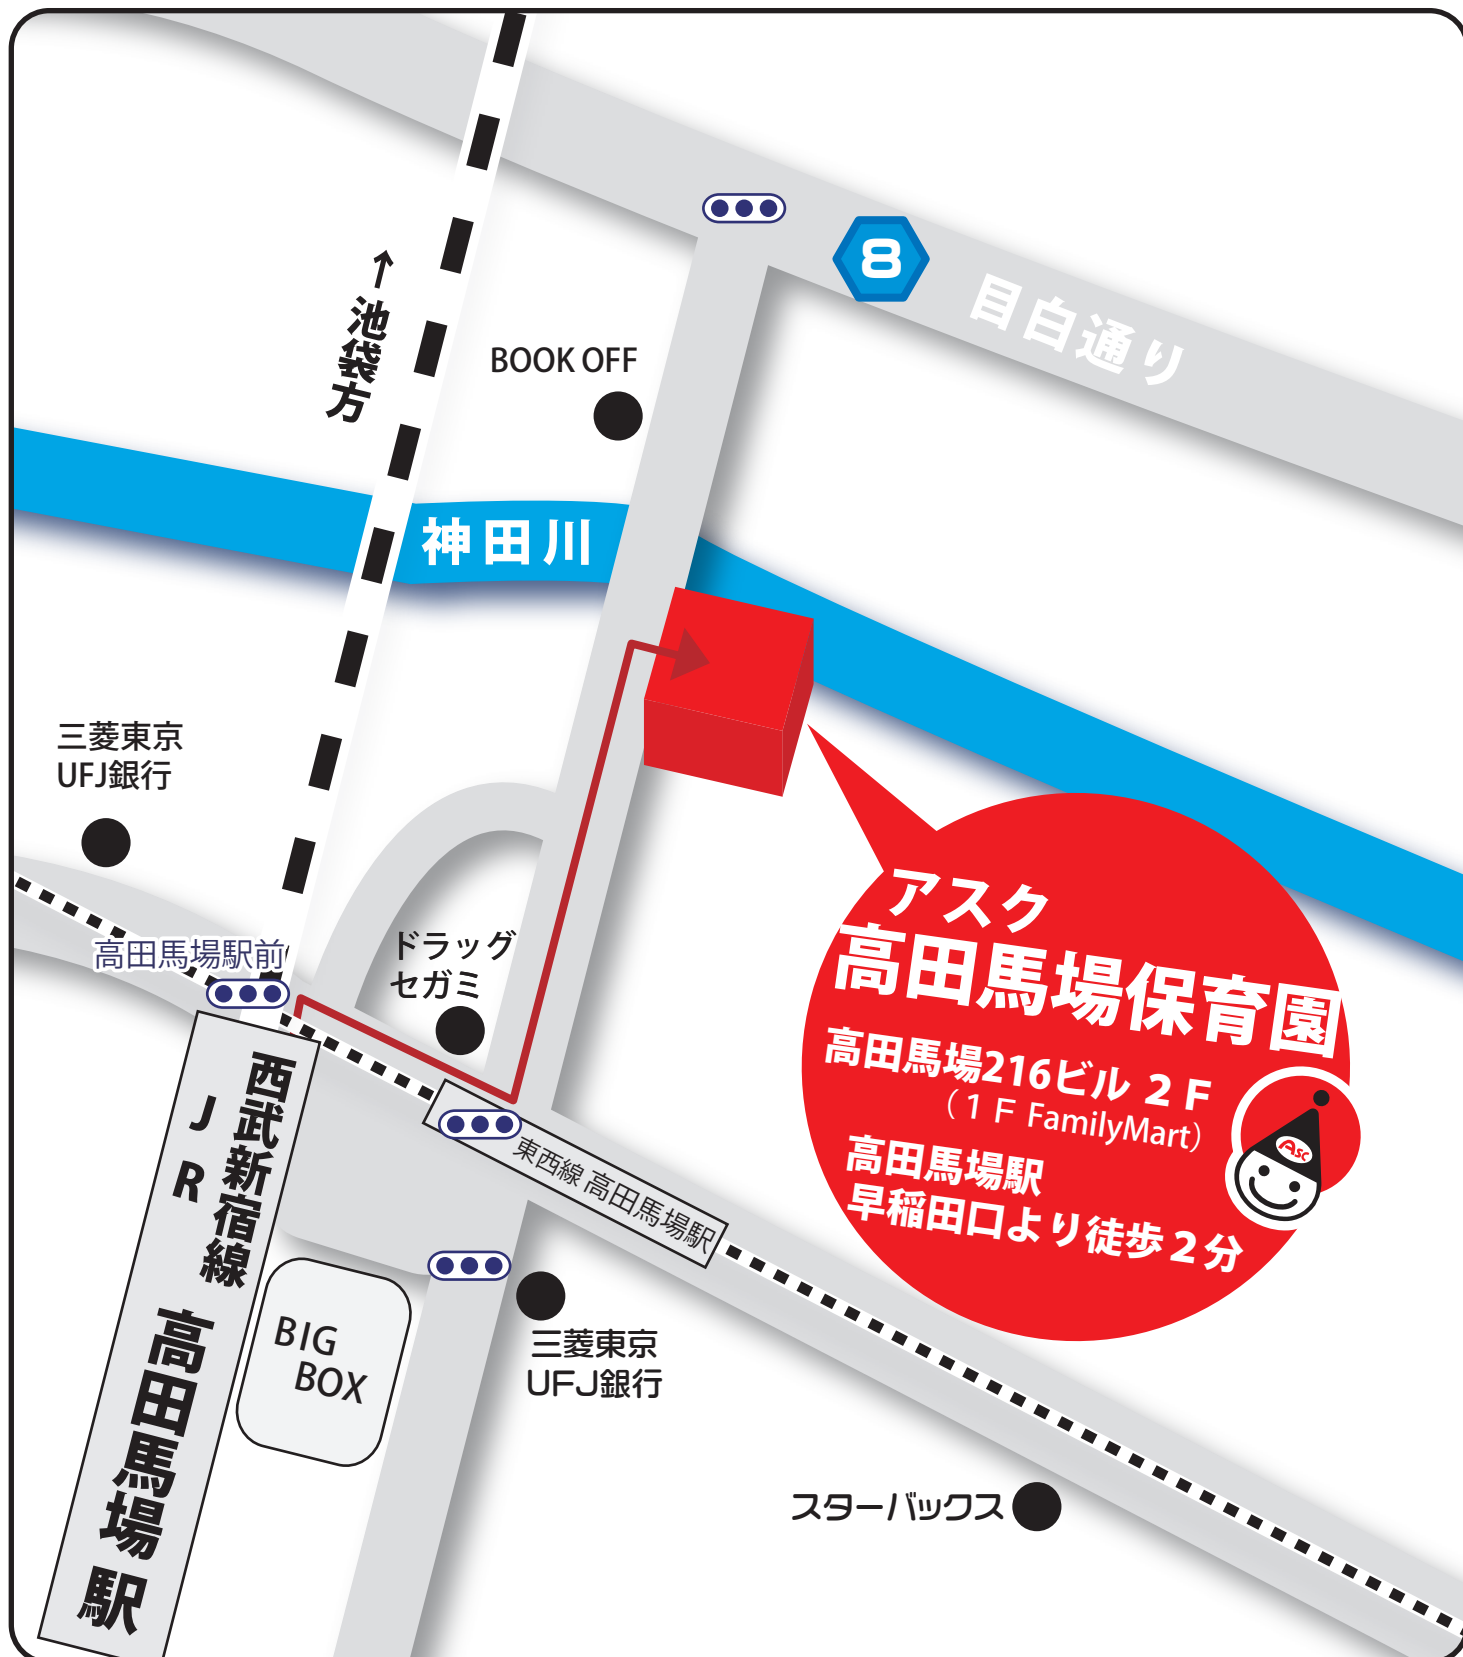 8
目白通り
↑池袋方
BOOK OFF
神田川
三菱東京
UFJ銀行
高田馬場駅前
ドラッグ
セガミ
アスク
高田馬場保育園
高田馬場216ビル 2F
(1F FamilyMart)
高田馬場駅
早稲田口より徒歩2分
ASC
東西線 高田馬場駅
西武新宿線
JR
高田馬場駅
BIG
BOX
三菱東京
UFJ銀行
スターバックス